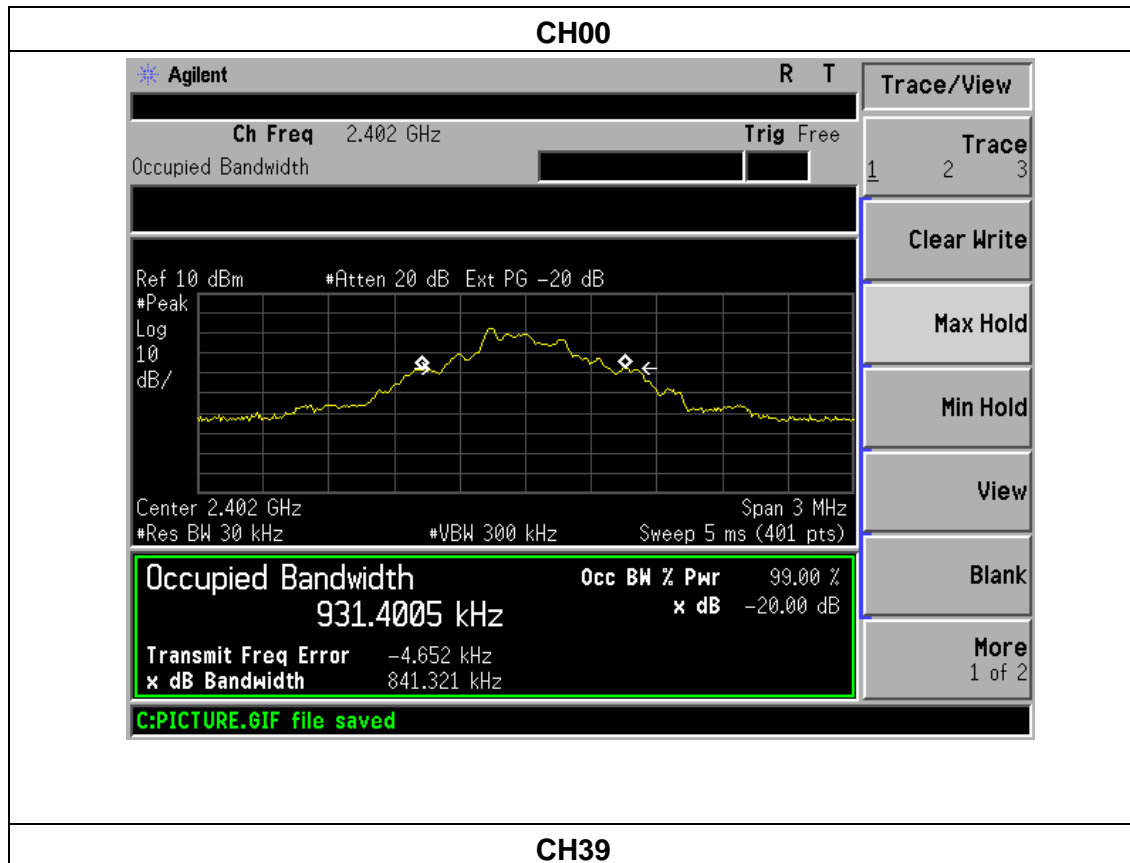 CH00
Agilent R T
Trace/View
Ch Freq 2.402 GHz Trig Free
Occupied Bandwidth
Trace
1 2 3
Clear Write
Ref 10 dBm #Atten 20 dB Ext PG -20 dB
#Peak
Log
10
dB/
Max Hold
Min Hold
View
Center 2.402 GHz Span 3 MHz
#Res BW 30 kHz #VBW 300 kHz Sweep 5 ms (401 pts)
Occupied Bandwidth Occ BW % Pwr 99.00 %
931.4005 kHz x dB -20.00 dB
Blank
Transmit Freq Error -4.652 kHz
x dB Bandwidth 841.321 kHz
More
1 of 2
C:PICTURE.GIF file saved
CH39